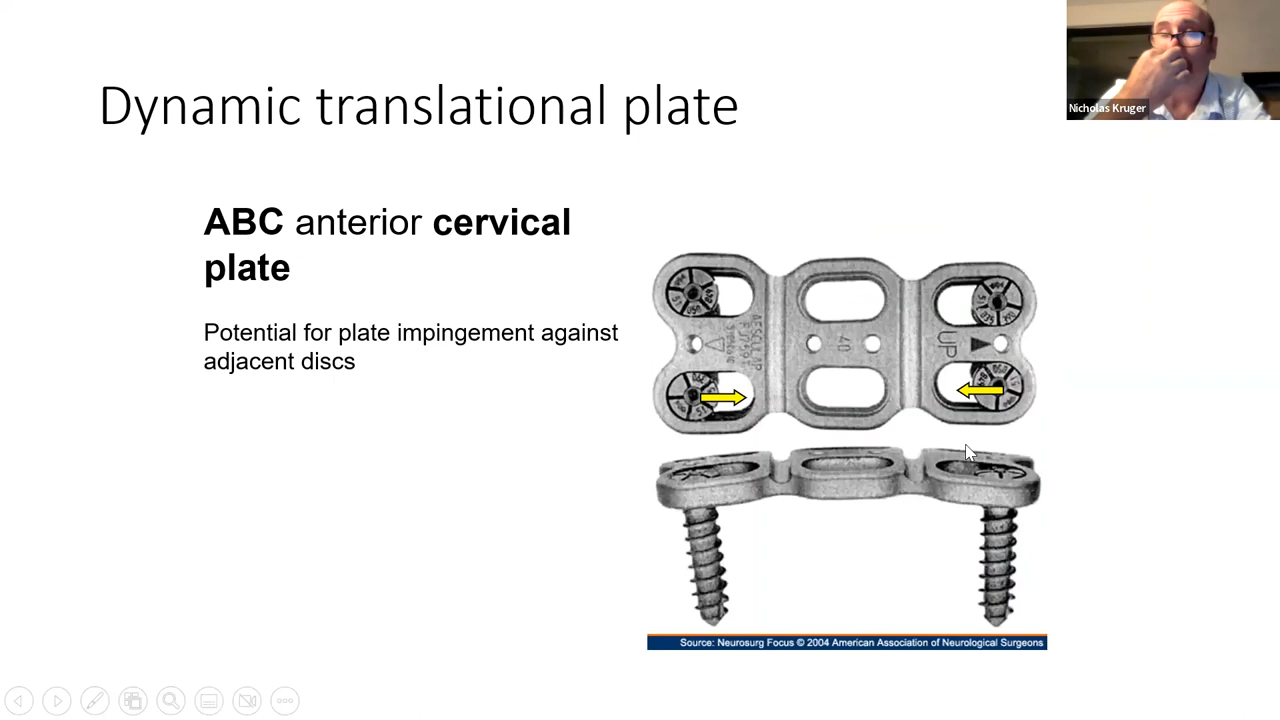 Dynamic translational plate
Nicholas Kruger
ABC anterior cervical
plate
Potential for plate impingement against
adjacent discs
UP
40
AESCULAP
Source: Neurosurg Focus © 2004 American Association of Neurological Surgeons